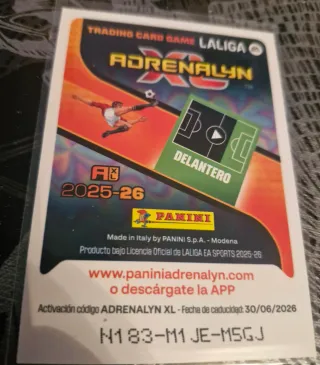 TRADING CARD GAME LALIGA
ADRENALYN
XL
TM
DELANTERO
2025-26
PANINI
Made in Italy by PANINI S.p.A. - Modena
Producto bajo Licencia Oficial de LALIGA EA SPORTS 2025-26
www.paniniadrenalyn.com
o descárgate la APP
Activación código ADRENALYN XL - Fecha de caducidad: 30/06/2026
N183-M1JE-M5GJ